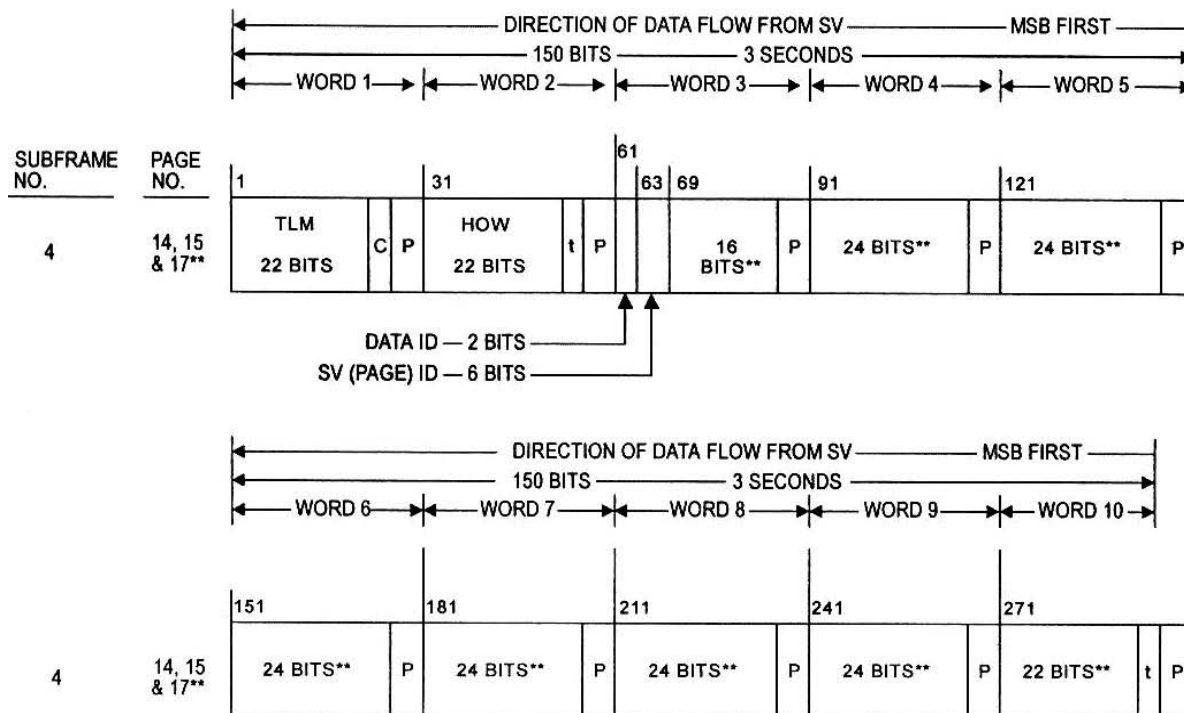 DIRECTION OF DATA FLOW FROM SV MSB FIRST
150 BITS 3 SECONDS
WORD 1 WORD 2 WORD 3 WORD 4 WORD 5
SUBFRAME NO.
PAGE NO.
1 31 61 63 69 91 121
4
14, 15 & 17**
TLM 22 BITS
C
P
HOW 22 BITS
t
P
16 BITS**
P
24 BITS**
P
24 BITS**
P
DATA ID — 2 BITS
SV (PAGE) ID — 6 BITS
DIRECTION OF DATA FLOW FROM SV MSB FIRST
150 BITS 3 SECONDS
WORD 6 WORD 7 WORD 8 WORD 9 WORD 10
151 181 211 241 271
4
14, 15 & 17**
24 BITS** P 24 BITS** P 24 BITS** P 24 BITS** P 22 BITS** t P